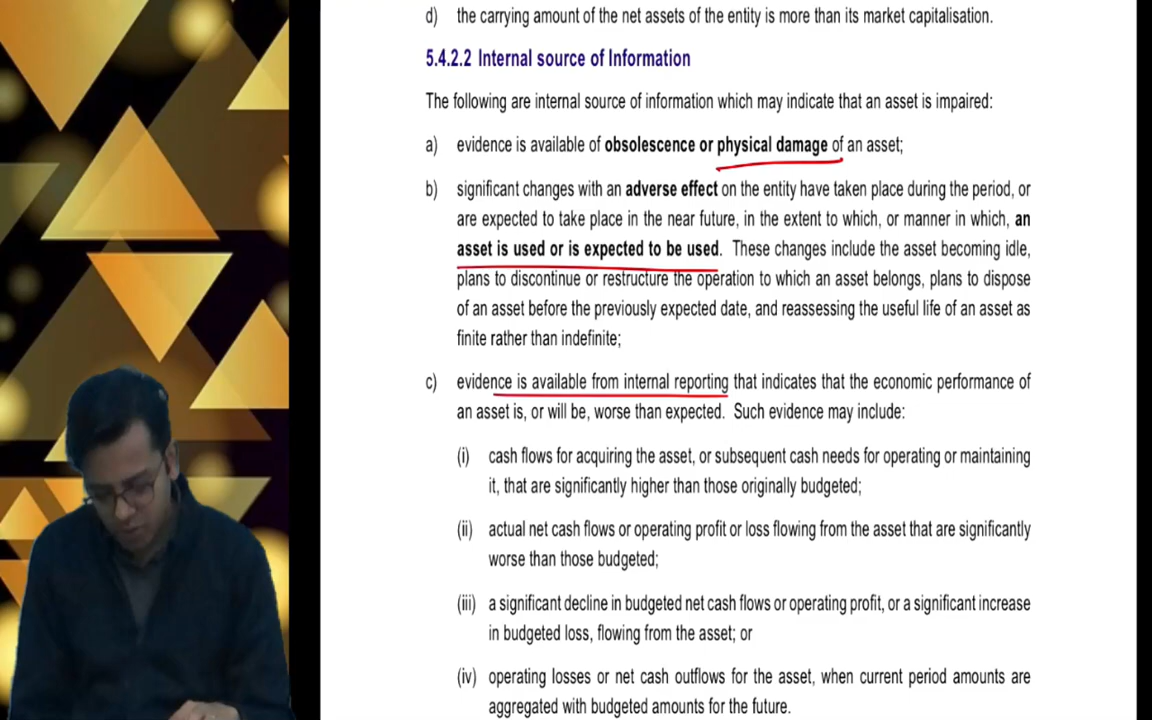 d) the carrying amount of the net assets of the entity is more than its market capitalisation.
5.4.2.2 Internal source of Information
The following are internal source of information which may indicate that an asset is impaired:
a) evidence is available of obsolescence or physical damage of an asset;
b) significant changes with an adverse effect on the entity have taken place during the period, or
are expected to take place in the near future, in the extent to which, or manner in which, an
asset is used or is expected to be used. These changes include the asset becoming idle,
plans to discontinue or restructure the operation to which an asset belongs, plans to dispose
of an asset before the previously expected date, and reassessing the useful life of an asset as
finite rather than indefinite;
c) evidence is available from internal reporting that indicates that the economic performance of
an asset is, or will be, worse than expected. Such evidence may include:
(i) cash flows for acquiring the asset, or subsequent cash needs for operating or maintaining
it, that are significantly higher than those originally budgeted;
(ii) actual net cash flows or operating profit or loss flowing from the asset that are significantly
worse than those budgeted;
(iii) a significant decline in budgeted net cash flows or operating profit, or a significant increase
in budgeted loss, flowing from the asset; or
(iv) operating losses or net cash outflows for the asset, when current period amounts are
aggregated with budgeted amounts for the future.